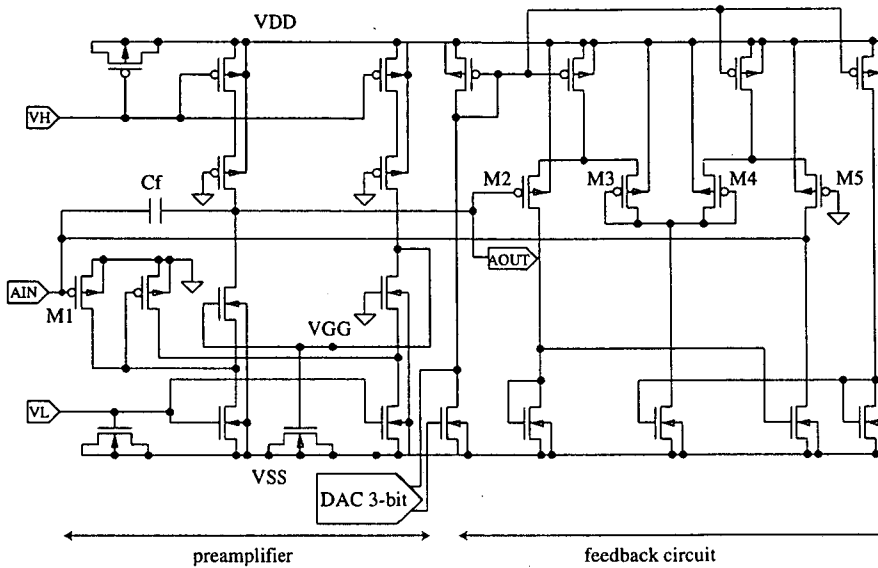 VDD
VH
Cf
M2
M3
M4
M5
AOUT
AIN
M1
VGG
VL
VSS
DAC 3-bit
preamplifier
feedback circuit